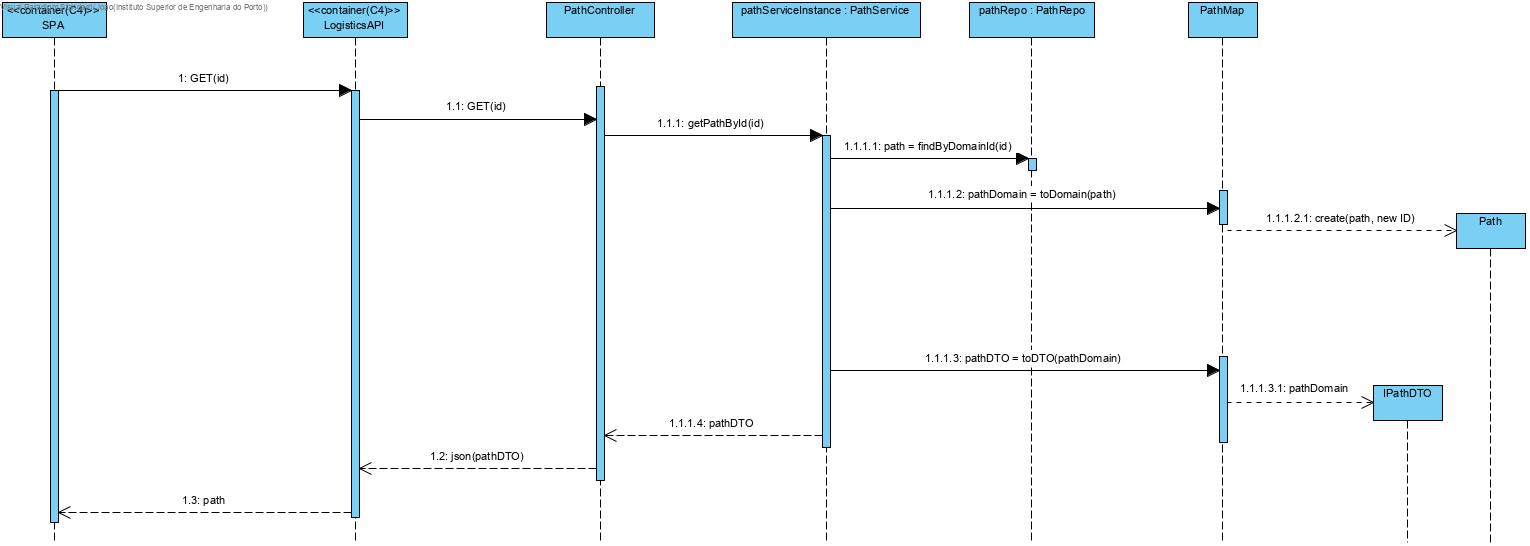 (Instituto Superior de Engenharia do Porto))
<<container(C4)>>
SPA
<<container(C4)>>
LogisticsAPI
PathController
pathServiceInstance : PathService
pathRepo : PathRepo
PathMap
1: GET(id)
1.1: GET(id)
1.1.1: getPathById(id)
1.1.1.1: path = findByDomainId(id)
1.1.1.2: pathDomain = toDomain(path)
1.1.1.2.1: create(path, new ID)
Path
1.1.1.3: pathDTO = toDTO(pathDomain)
1.1.1.3.1: pathDomain
IPathDTO
1.1.1.4: pathDTO
1.2: json(pathDTO)
1.3: path